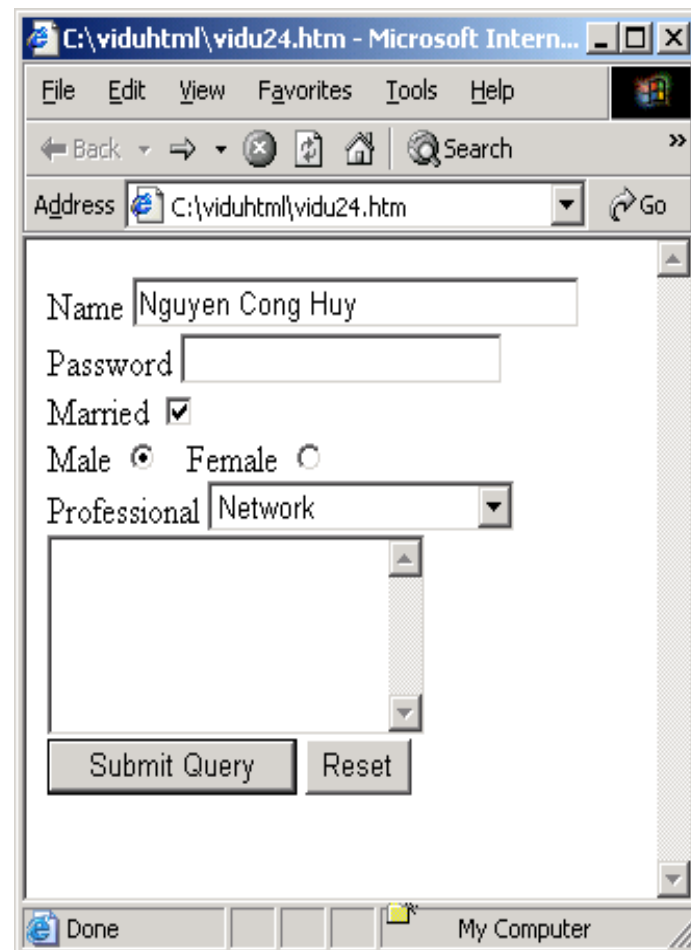 C:\viduhtml\vidu24.htm - Microsoft Intern...
File Edit View Favorites Tools Help
Back Search »
Address C:\viduhtml\vidu24.htm Go
Name Nguyen Cong Huy
Password
Married
Male Female
Professional Network
Submit Query Reset
Done My Computer